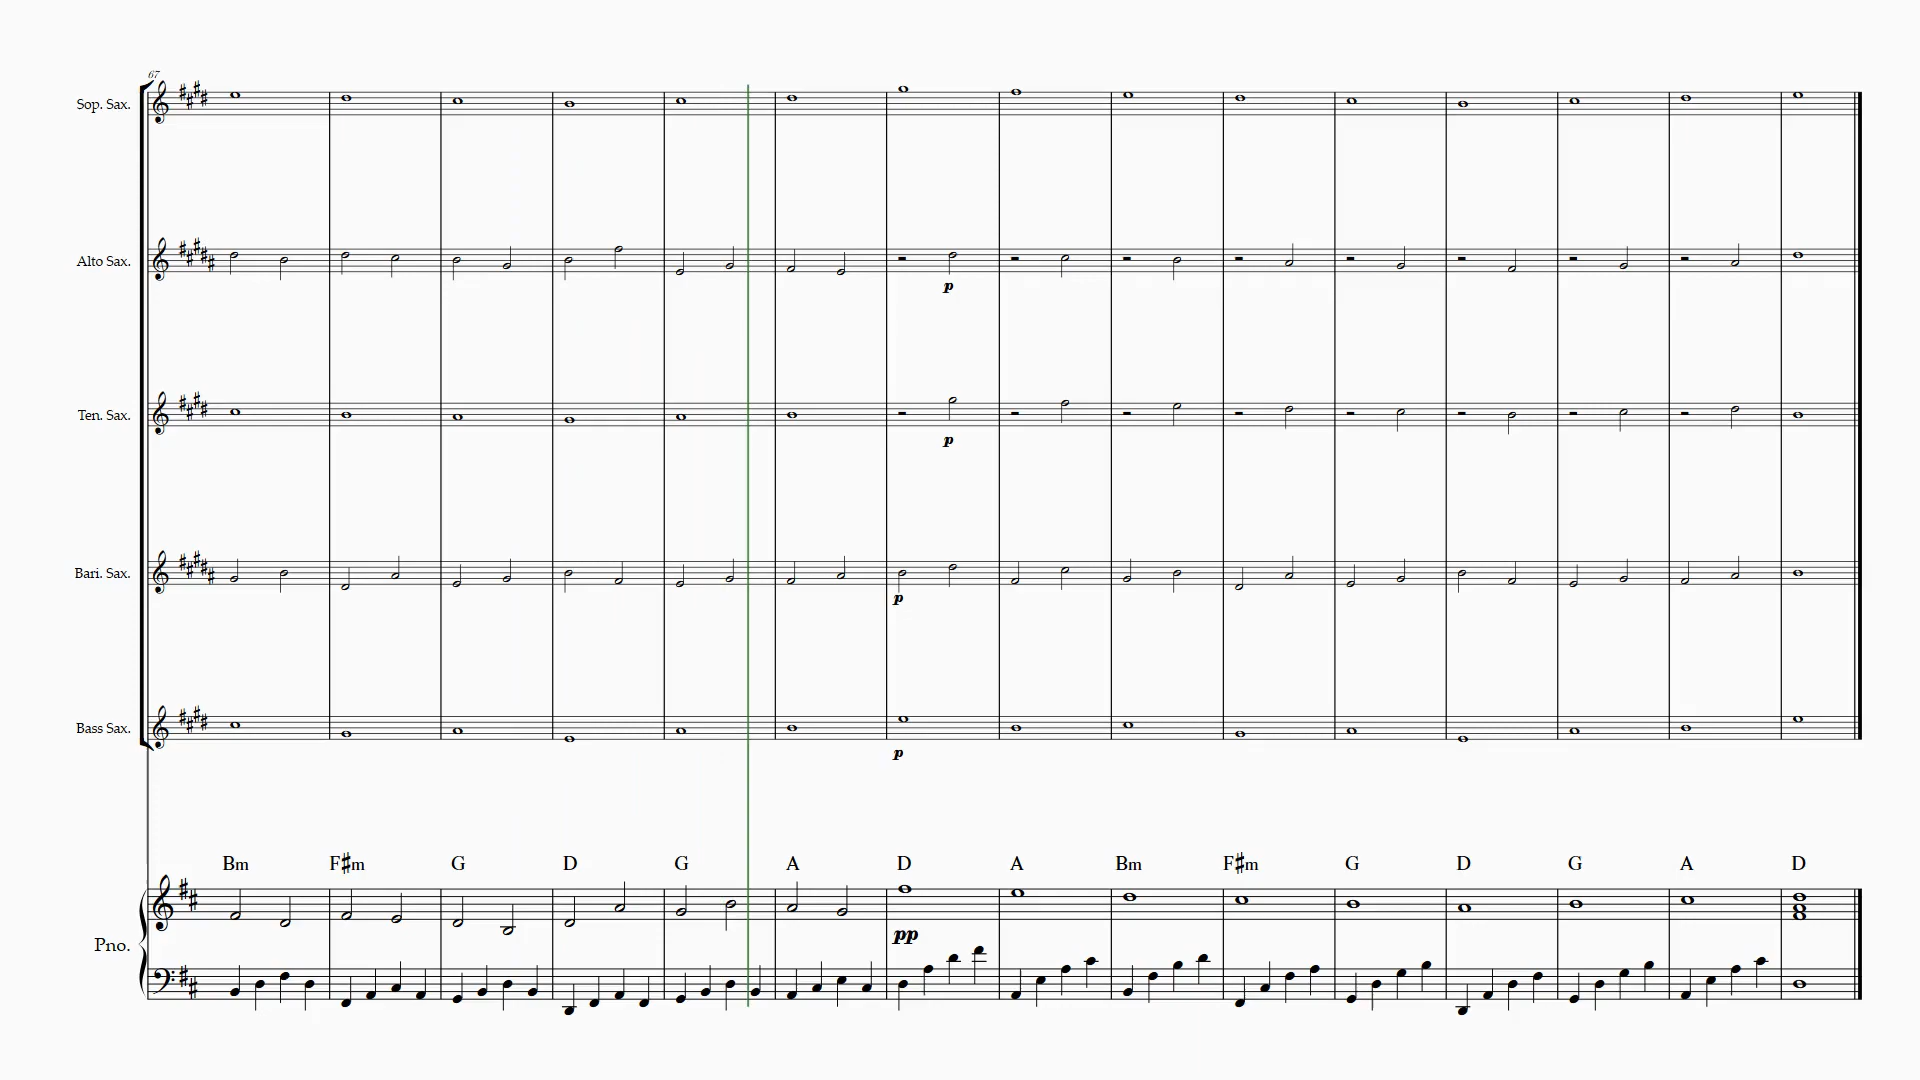 67
Sop. Sax.
Alto Sax.
p
Ten. Sax.
p
Bari. Sax.
p
Bass Sax.
p
Bm F♯m G D G A D A Bm F♯m G D G A D
Pno.
pp